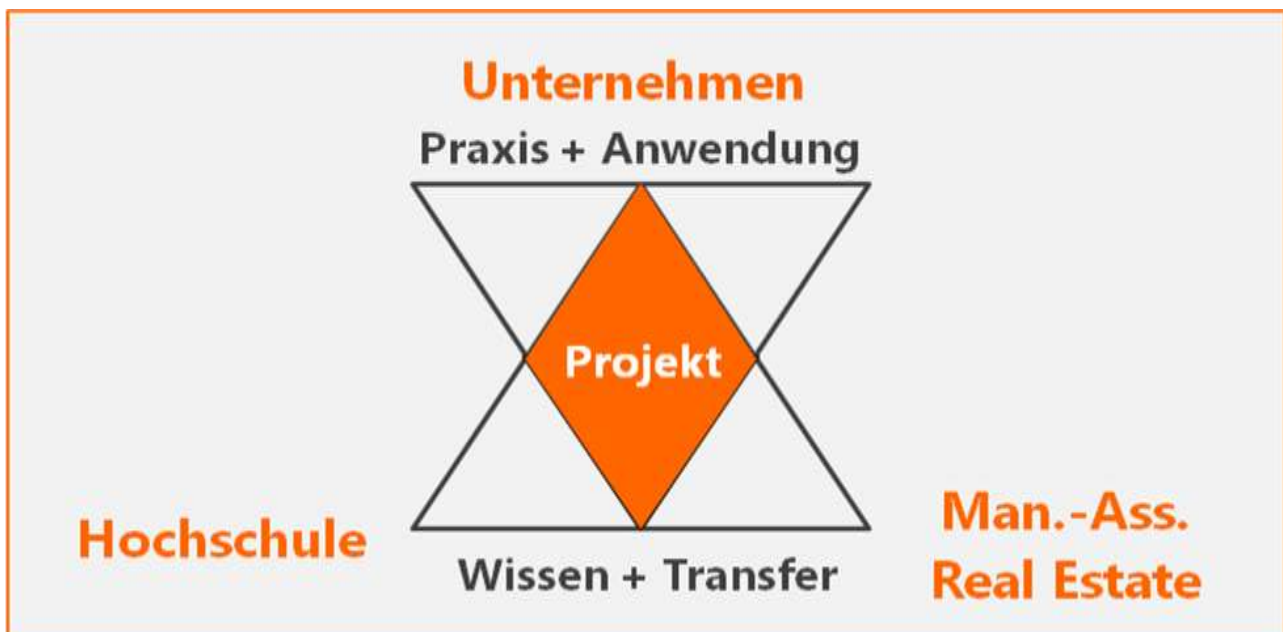 Unternehmen
Praxis + Anwendung
Projekt
Hochschule
Wissen + Transfer
Man.-Ass.
Real Estate